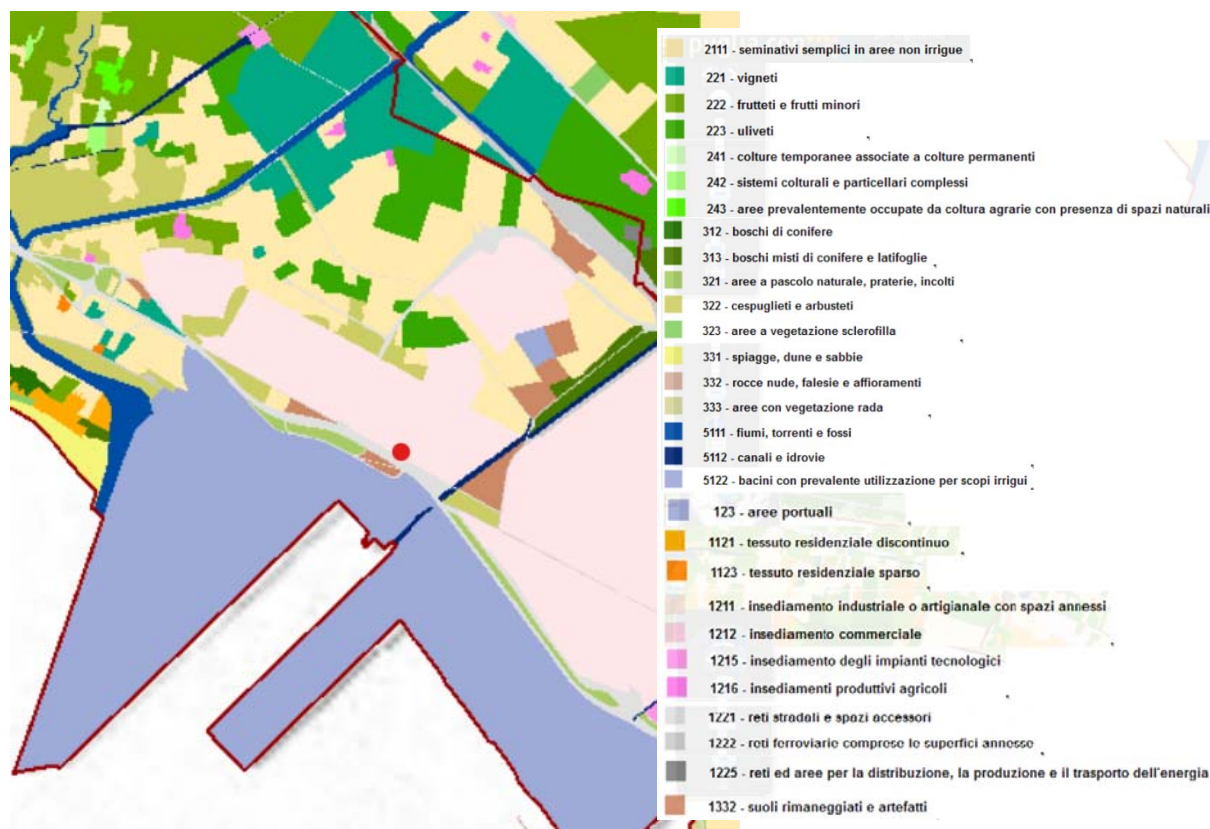 2111 - seminativi semplici in aree non irrigue
221 - vigneti
222 - frutteti e frutti minori
223 - uliveti
241 - colture temporanee associate a colture permanenti
242 - sistemi colturali e particellari complessi
243 - aree prevalentemente occupate da coltura agrarie con presenza di spazi naturali
312 - boschi di conifere
313 - boschi misti di conifere e latifoglie
321 - aree a pascolo naturale, praterie, incolti
322 - cespuglieti e arbusteti
323 - aree a vegetazione sclerofilla
331 - spiagge, dune e sabbie
332 - rocce nude, falesie e affioramenti
333 - aree con vegetazione rada
5111 - fiumi, torrenti e fossi
5112 - canali e idrovie
5122 - bacini con prevalente utilizzazione per scopi irrigui
123 - aree portuali
1121 - tessuto residenziale discontinuo
1123 - tessuto residenziale sparso
1211 - insediamento industriale o artigianale con spazi annessi
1212 - insediamento commerciale
1215 - insediamento degli impianti tecnologici
1216 - insediamenti produttivi agricoli
1221 - reti stradali e spazi accessori
1222 - reti ferroviarie comprese le superfici annesse
1225 - reti ed aree per la distribuzione, la produzione e il trasporto dell'energia
1332 - suoli rimaneggiati e artefatti